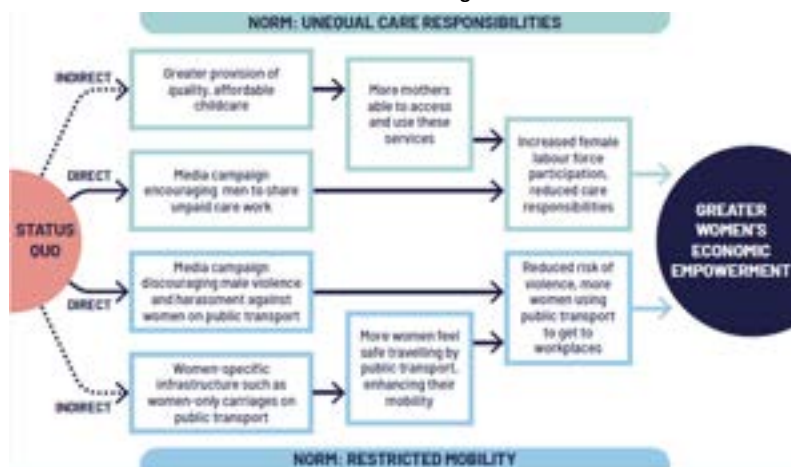 NORM: UNEQUAL CARE RESPONSIBILITIES
INDIRECT
Greater provision of
quality, affordable
childcare
More mothers
able to access
and use these
services
DIRECT
Media campaign
encouraging men to share
unpaid care work
Increased female
labour force
participation,
reduced care
responsibilities
STATUS
QUO
GREATER
WOMEN'S
ECONOMIC
EMPOWERMENT
DIRECT
Media campaign
discouraging male violence
and harassment against
women on public transport
Reduced risk of
violence, more
women using
public transport
to get to
workplaces
INDIRECT
Women-specific
infrastructure such as
women-only carriages on
public transport
More women feel
safe travelling by
public transport,
enhancing their
mobility
NORM: RESTRICTED MOBILITY